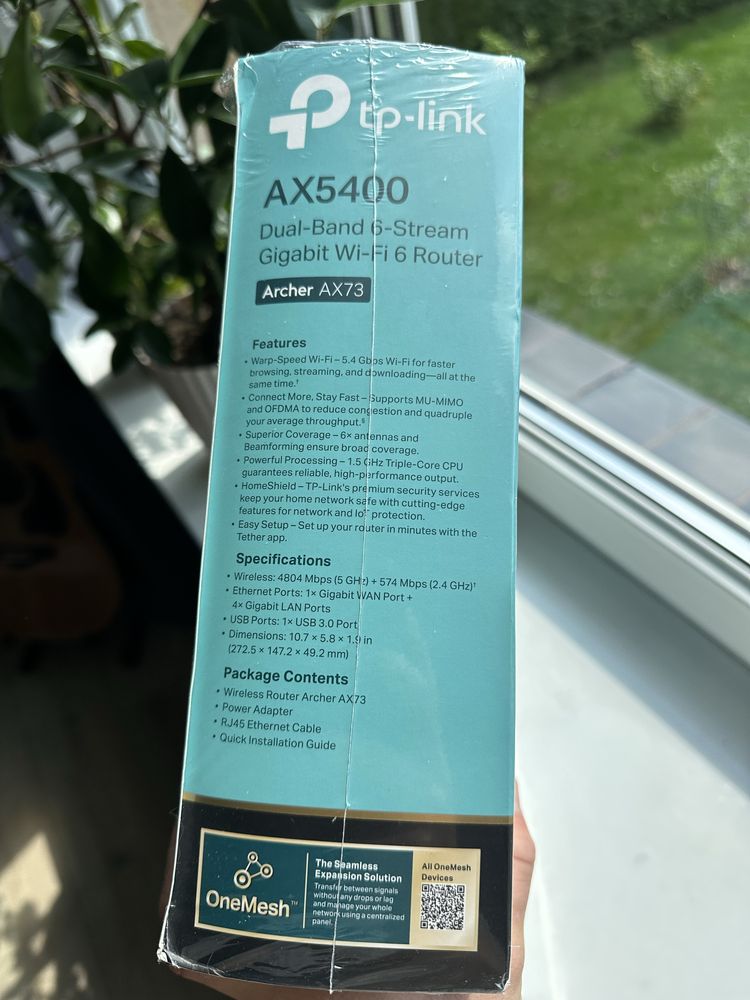 tp-link
AX5400
Dual-Band 6-Stream
Gigabit Wi-Fi 6 Router
Archer AX73
Features
• Warp-Speed Wi-Fi – 5.4 Gbps Wi-Fi for faster
browsing, streaming, and downloading—all at the
same time.†
• Connect More, Stay Fast – Supports MU-MIMO
and OFDMA to reduce congestion and quadruple
your average throughput.§
• Superior Coverage – 6× antennas and
Beamforming ensure broad coverage.
• Powerful Processing – 1.5 GHz Triple-Core CPU
guarantees reliable, high-performance output.
• HomeShield – TP-Link's premium security services
keep your home network safe with cutting-edge
features for network and IoT protection.
• Easy Setup – Set up your router in minutes with the
Tether app.
Specifications
• Wireless: 4804 Mbps (5 GHz) + 574 Mbps (2.4 GHz)†
• Ethernet Ports: 1× Gigabit WAN Port +
4× Gigabit LAN Ports
• USB Ports: 1× USB 3.0 Port
• Dimensions: 10.7 × 5.8 × 1.9 in
(272.5 × 147.2 × 49.2 mm)
Package Contents
• Wireless Router Archer AX73
• Power Adapter
• RJ45 Ethernet Cable
• Quick Installation Guide
OneMesh™
The Seamless
Expansion Solution
Transfer between signals
without any drops or lag
and manage your whole
network using a centralized
panel.
All OneMesh
Devices